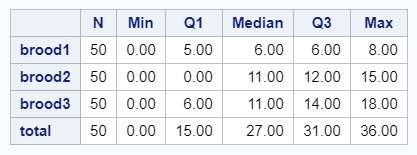 N Min Q1 Median Q3 Max
brood1 50 0.00 5.00 6.00 6.00 8.00
brood2 50 0.00 0.00 11.00 12.00 15.00
brood3 50 0.00 6.00 11.00 14.00 18.00
total 50 0.00 15.00 27.00 31.00 36.00